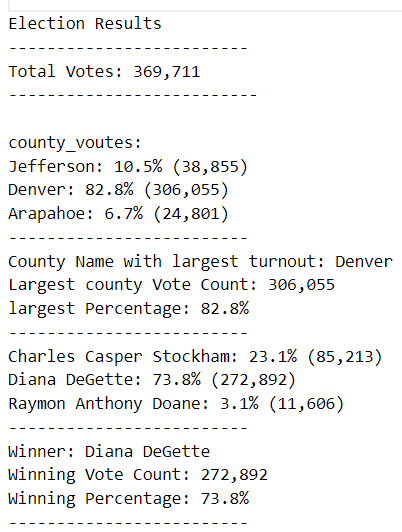 Election Results
-------------------------
Total Votes: 369,711
--------------------------
county_voutes:
Jefferson: 10.5% (38,855)
Denver: 82.8% (306,055)
Arapahoe: 6.7% (24,801)
-------------------------
County Name with largest turnout: Denver
Largest county Vote Count: 306,055
largest Percentage: 82.8%
-------------------------
Charles Casper Stockham: 23.1% (85,213)
Diana DeGette: 73.8% (272,892)
Raymon Anthony Doane: 3.1% (11,606)
-------------------------
Winner: Diana DeGette
Winning Vote Count: 272,892
Winning Percentage: 73.8%
-------------------------